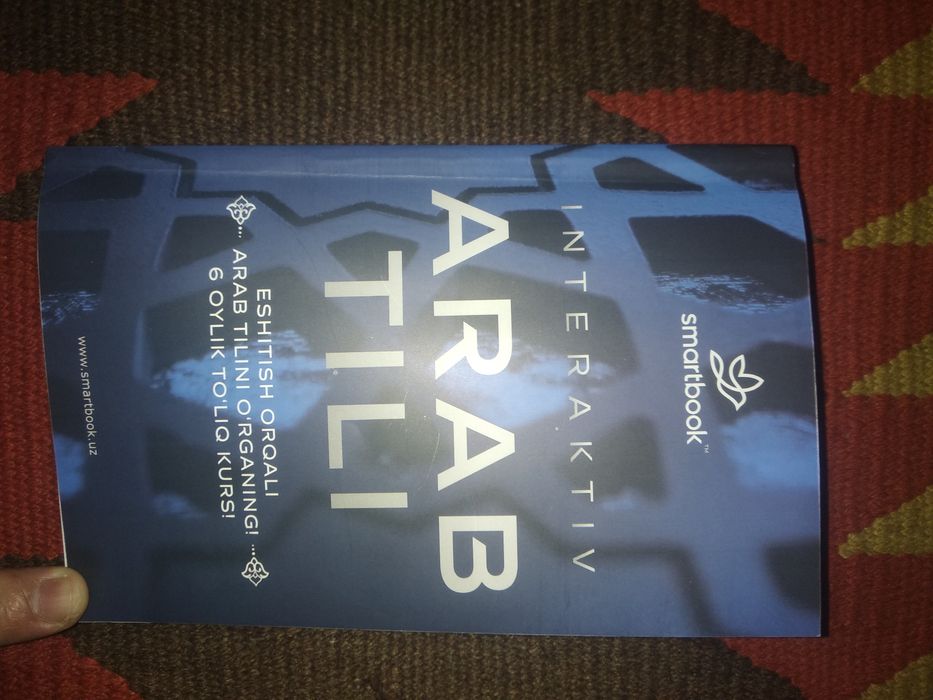 smartbook™
INTERAKTIV
ARAB
TILI
ESHITISH ORQALI
ARAB TILINI O'RGANING!
6 OYLIK TO'LIQ KURS!
www.smartbook.uz